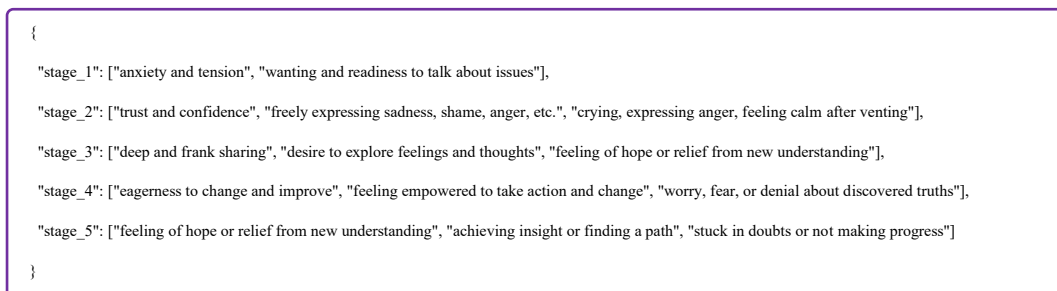 {
"stage_1": ["anxiety and tension", "wanting and readiness to talk about issues"],
"stage_2": ["trust and confidence", "freely expressing sadness, shame, anger, etc.", "crying, expressing anger, feeling calm after venting"],
"stage_3": ["deep and frank sharing", "desire to explore feelings and thoughts", "feeling of hope or relief from new understanding"],
"stage_4": ["eagerness to change and improve", "feeling empowered to take action and change", "worry, fear, or denial about discovered truths"],
"stage_5": ["feeling of hope or relief from new understanding", "achieving insight or finding a path", "stuck in doubts or not making progress"]
}